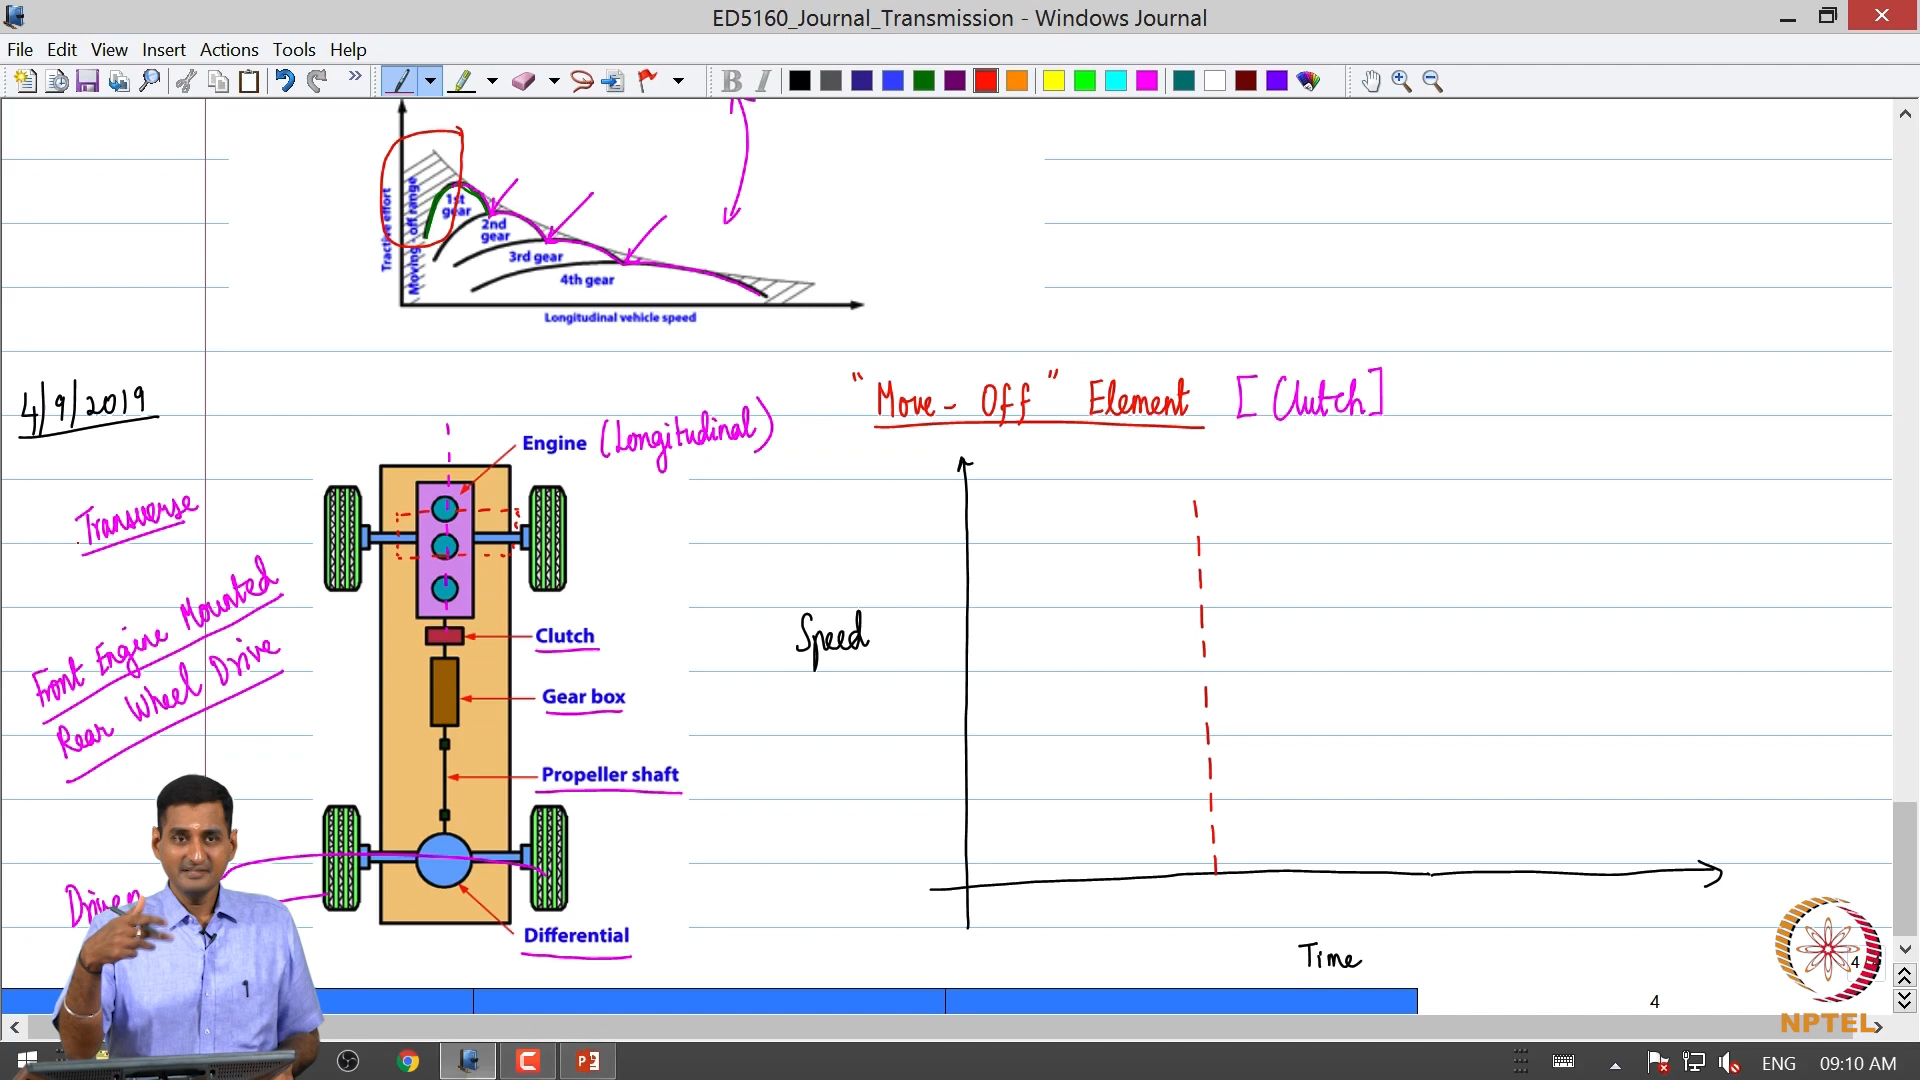 ED5160_Journal_Transmission - Windows Journal
File Edit View Insert Actions Tools Help
B I
Tractive effort
Moving - off range
1st gear
2nd gear
3rd gear
4th gear
Longitudinal vehicle speed
4/9/2019
"Move-Off" Element [Clutch]
Engine (Longitudinal)
Transverse
Front Engine Mounted
Rear Wheel Drive
Clutch
Gear box
Propeller shaft
Differential
Driven
Speed
Time
4
4
NPTEL
ENG 09:10 AM